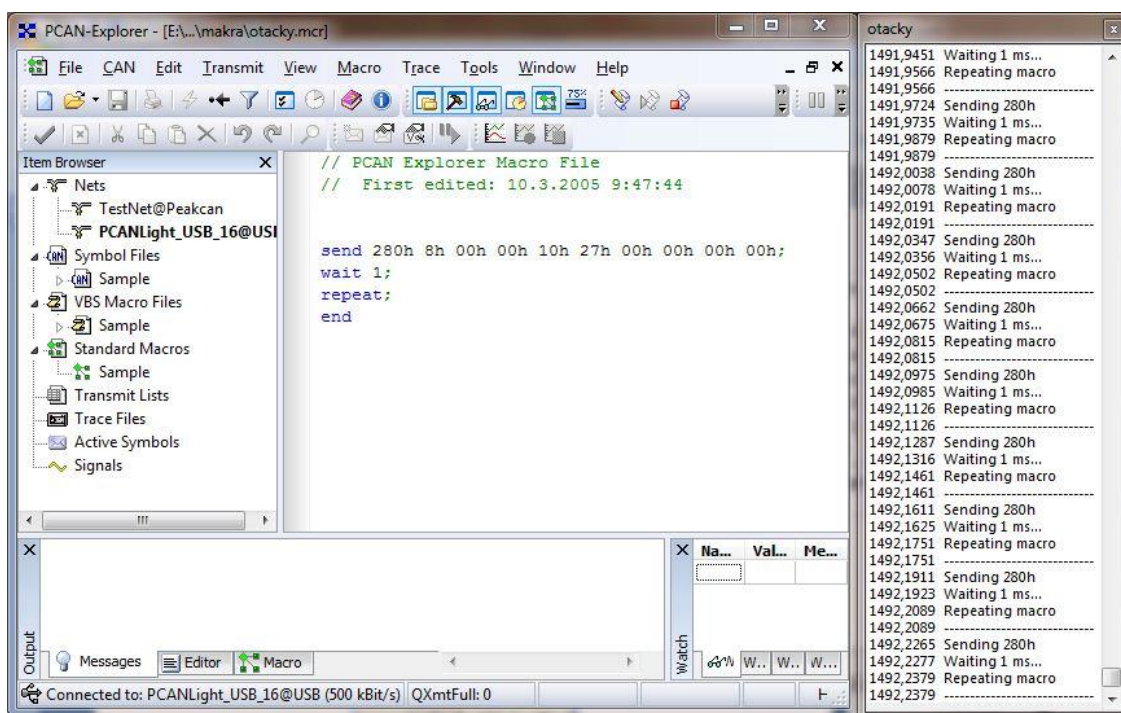 PCAN-Explorer - [E:\...\makra\otacky.mcr]
File CAN Edit Transmit View Macro Trace Tools Window Help
75%
Item Browser
Nets
TestNet@Peakcan
PCANLight_USB_16@USI
Symbol Files
Sample
VBS Macro Files
Sample
Standard Macros
Sample
Transmit Lists
Trace Files
Active Symbols
Signals
// PCAN Explorer Macro File
// First edited: 10.3.2005 9:47:44
send 280h 8h 00h 00h 10h 27h 00h 00h 00h 00h;
wait 1;
repeat;
end
Output
Messages Editor Macro
Watch
Na... Val... Me...
W.. W.. W...
Connected to: PCANLight_USB_16@USB (500 kBit/s) QXmtFull: 0
otacky
1491,9451 Waiting 1 ms...
1491,9566 Repeating macro
1491,9566 ------------------------------
1491,9724 Sending 280h
1491,9735 Waiting 1 ms...
1491,9879 Repeating macro
1491,9879 ------------------------------
1492,0038 Sending 280h
1492,0078 Waiting 1 ms...
1492,0191 Repeating macro
1492,0191 ------------------------------
1492,0347 Sending 280h
1492,0356 Waiting 1 ms...
1492,0502 Repeating macro
1492,0502 ------------------------------
1492,0662 Sending 280h
1492,0675 Waiting 1 ms...
1492,0815 Repeating macro
1492,0815 ------------------------------
1492,0975 Sending 280h
1492,0985 Waiting 1 ms...
1492,1126 Repeating macro
1492,1126 ------------------------------
1492,1287 Sending 280h
1492,1316 Waiting 1 ms...
1492,1461 Repeating macro
1492,1461 ------------------------------
1492,1611 Sending 280h
1492,1625 Waiting 1 ms...
1492,1751 Repeating macro
1492,1751 ------------------------------
1492,1911 Sending 280h
1492,1923 Waiting 1 ms...
1492,2089 Repeating macro
1492,2089 ------------------------------
1492,2265 Sending 280h
1492,2277 Waiting 1 ms...
1492,2379 Repeating macro
1492,2379 ------------------------------